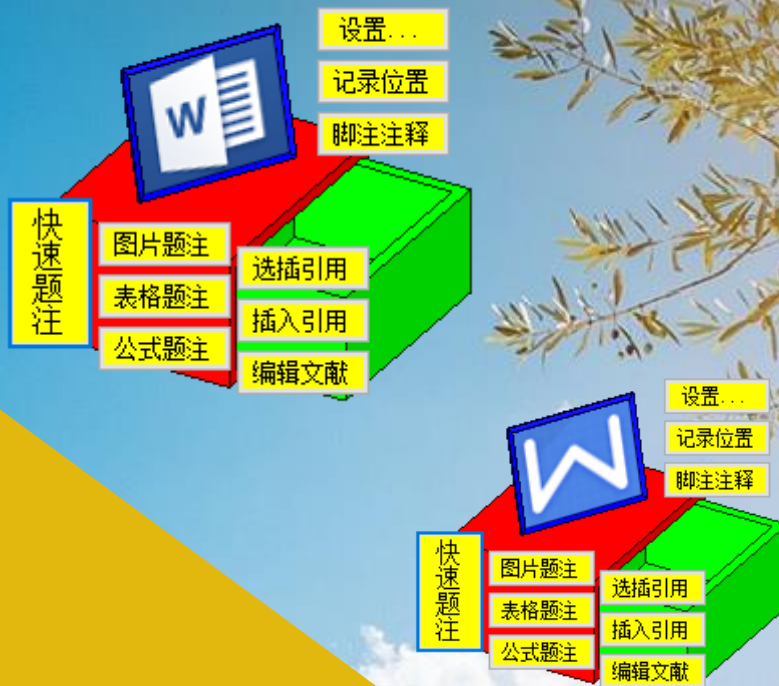 设置...
记录位置
脚注注释
快速题注
图片题注
表格题注
公式题注
选插引用
插入引用
编辑文献
W
设置...
记录位置
脚注注释
快速题注
图片题注
表格题注
公式题注
选插引用
插入引用
编辑文献
W